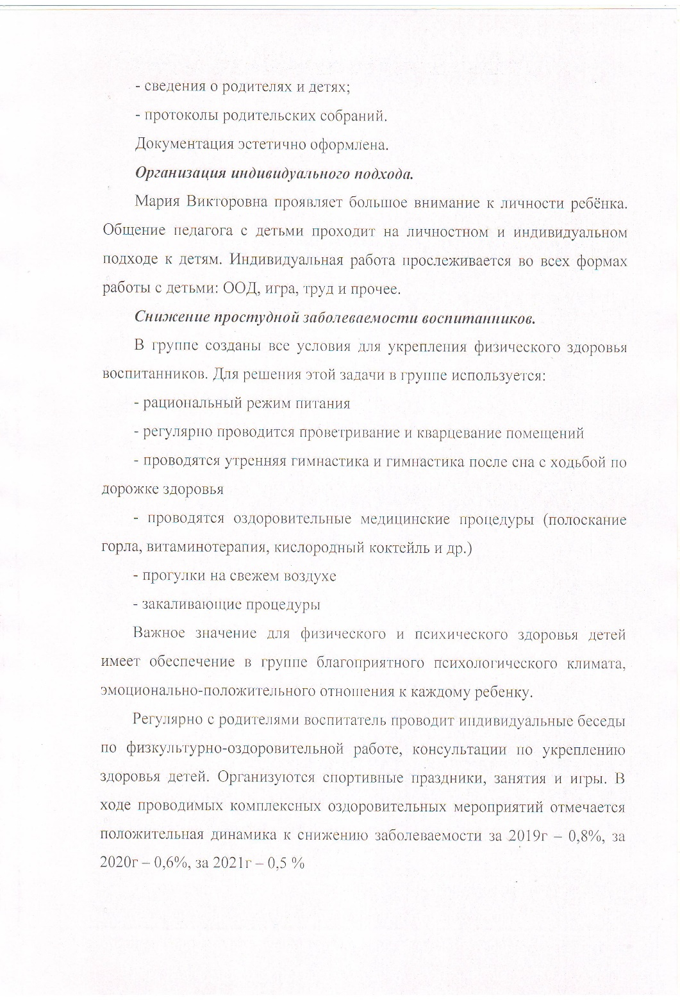 - сведения о родителях и детях;
- протоколы родительских собраний.
Документация эстетично оформлена.
Организация индивидуального подхода.
Мария Викторовна проявляет большое внимание к личности ребёнка.
Общение педагога с детьми проходит на личностном и индивидуальном
подходе к детям. Индивидуальная работа прослеживается во всех формах
работы с детьми: ООД, игра, труд и прочее.
Снижение простудной заболеваемости воспитанников.
В группе созданы все условия для укрепления физического здоровья
воспитанников. Для решения этой задачи в группе используется:
- рациональный режим питания
- регулярно проводится проветривание и кварцевание помещений
- проводятся утренняя гимнастика и гимнастика после сна с ходьбой по
дорожке здоровья
- проводятся оздоровительные медицинские процедуры (полоскание
горла, витаминотерапия, кислородный коктейль и др.)
- прогулки на свежем воздухе
- закаливающие процедуры
Важное значение для физического и психического здоровья детей
имеет обеспечение в группе благоприятного психологического климата,
эмоционально-положительного отношения к каждому ребенку.
Регулярно с родителями воспитатель проводит индивидуальные беседы
по физкультурно-оздоровительной работе, консультации по укреплению
здоровья детей. Организуются спортивные праздники, занятия и игры. В
ходе проводимых комплексных оздоровительных мероприятий отмечается
положительная динамика к снижению заболеваемости за 2019г – 0,8%, за
2020г – 0,6%, за 2021г – 0,5 %